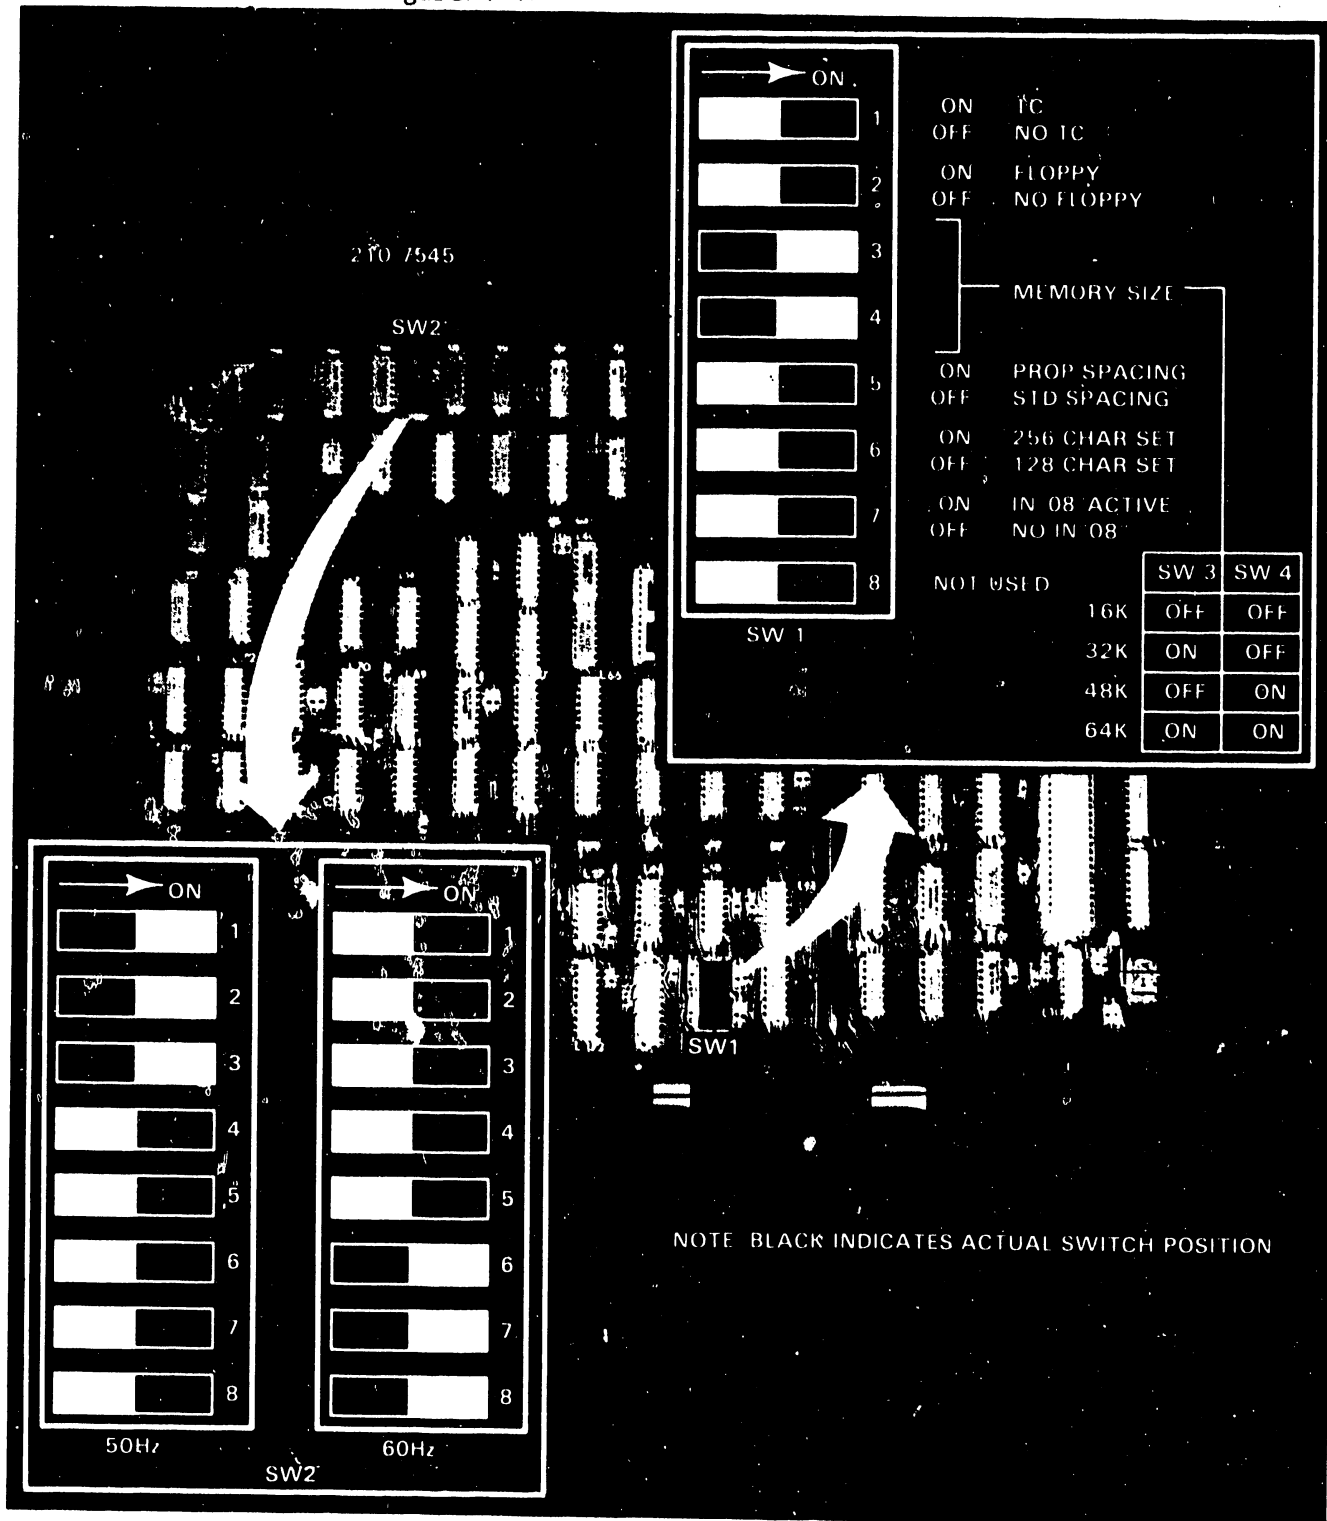 ON
1
2
3
4
5
6
7
8
SW 1
ON TC
OFF NO TC
ON FLOPPY
OFF NO FLOPPY
MEMORY SIZE
ON PROP SPACING
OFF STD SPACING
ON 256 CHAR SET
OFF 128 CHAR SET
ON IN 08 ACTIVE
OFF NO IN 08
NOT USED
SW 3 SW 4
16K OFF OFF
32K ON OFF
48K OFF ON
64K ON ON
210 7545
SW2
SW1
ON
1
2
3
4
5
6
7
8
50Hz
ON
1
2
3
4
5
6
7
8
60Hz
SW2
NOTE BLACK INDICATES ACTUAL SWITCH POSITION